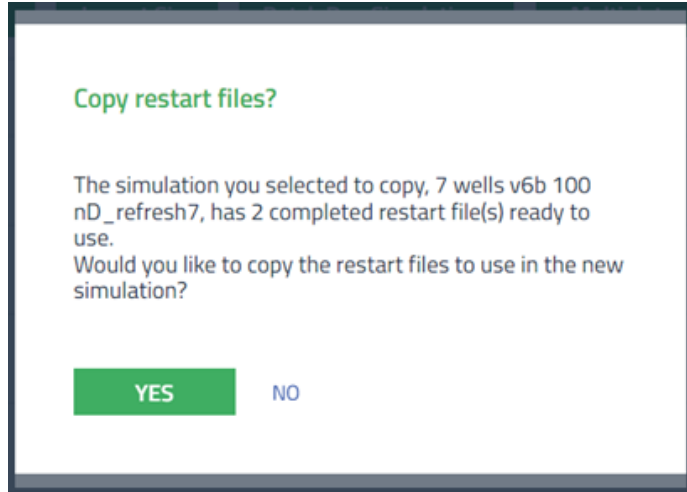 Copy restart files?
The simulation you selected to copy, 7 wells v6b 100
nD_refresh7, has 2 completed restart file(s) ready to
use.
Would you like to copy the restart files to use in the new
simulation?
YES
NO